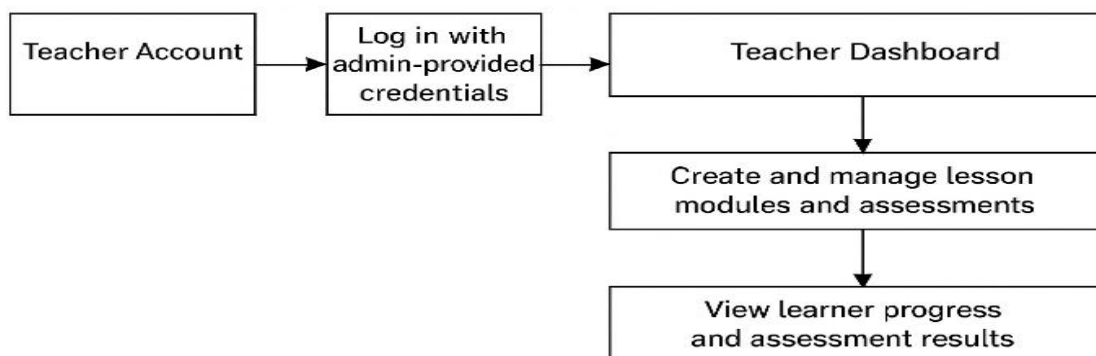 Teacher Account
Log in with
admin-provided
credentials
Teacher Dashboard
Create and manage lesson
modules and assessments
View learner progress
and assessment results